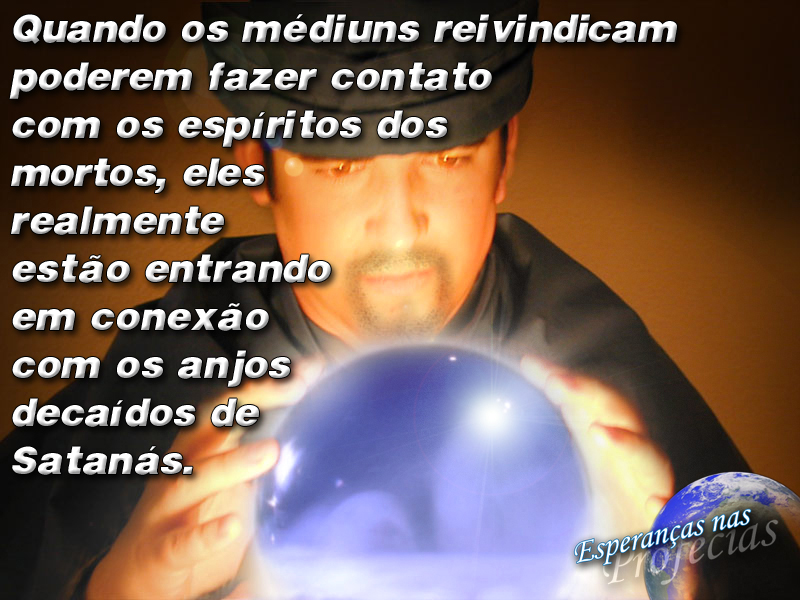 Quando os médiuns reivindicam
poderem fazer contato
com os espíritos dos
mortos, eles
realmente
estão entrando
em conexão
com os anjos
decaídos de
Satanás.
Esperanças nas
Profecias